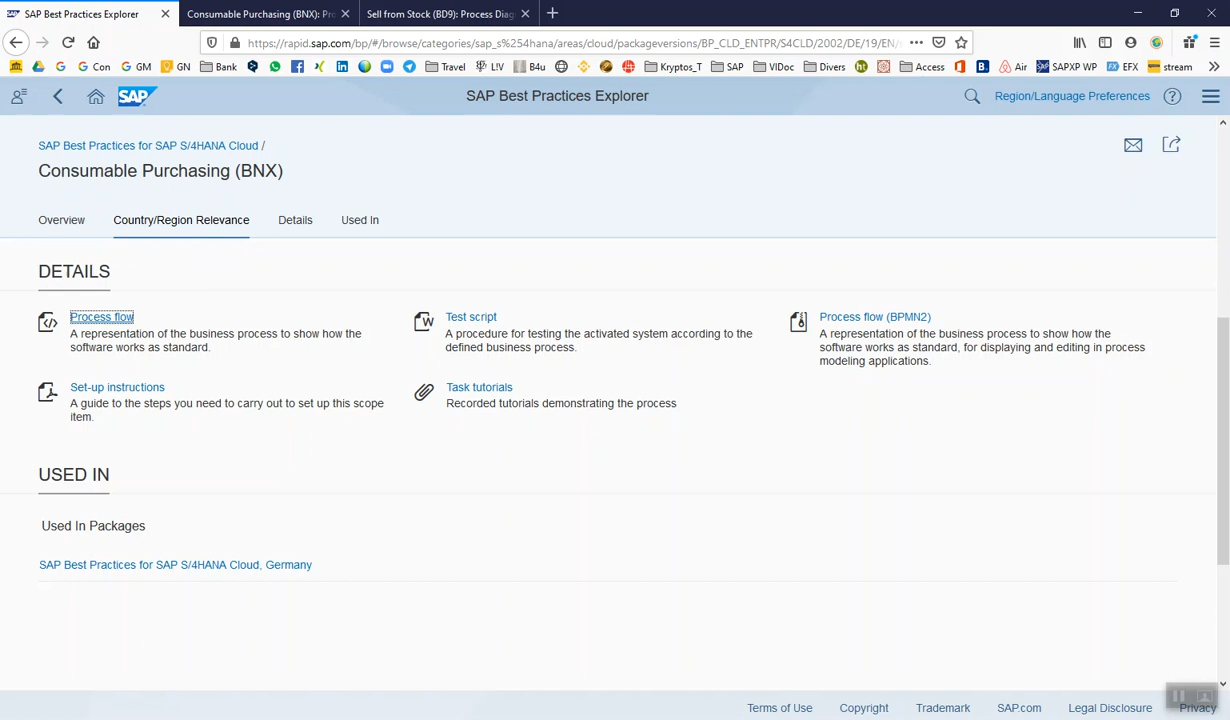 SAP Best Practices Explorer
Consumable Purchasing (BNX): Pro
Sell from Stock (BD9): Process Diag
https://rapid.sap.com/bp/#/browse/categories/sap_s%254hana/areas/cloud/packageversions/BP_CLD_ENTPR/S4CLD/2002/DE/19/EN/
G Con
GM
GN
Bank
Travel
L!V
B4u
Kryptos_T
SAP
VIDoc
Divers
Access
Air
SAPXP WP
EFX
stream
SAP
SAP Best Practices Explorer
Region/Language Preferences
SAP Best Practices for SAP S/4HANA Cloud /
Consumable Purchasing (BNX)
Overview
Country/Region Relevance
Details
Used In
DETAILS
Process flow
A representation of the business process to show how the
software works as standard.
Test script
A procedure for testing the activated system according to the
defined business process.
Process flow (BPMN2)
A representation of the business process to show how the
software works as standard, for displaying and editing in process
modeling applications.
Set-up instructions
A guide to the steps you need to carry out to set up this scope
item.
Task tutorials
Recorded tutorials demonstrating the process
USED IN
Used In Packages
SAP Best Practices for SAP S/4HANA Cloud, Germany
Terms of Use
Copyright
Trademark
SAP.com
Legal Disclosure
Privacy